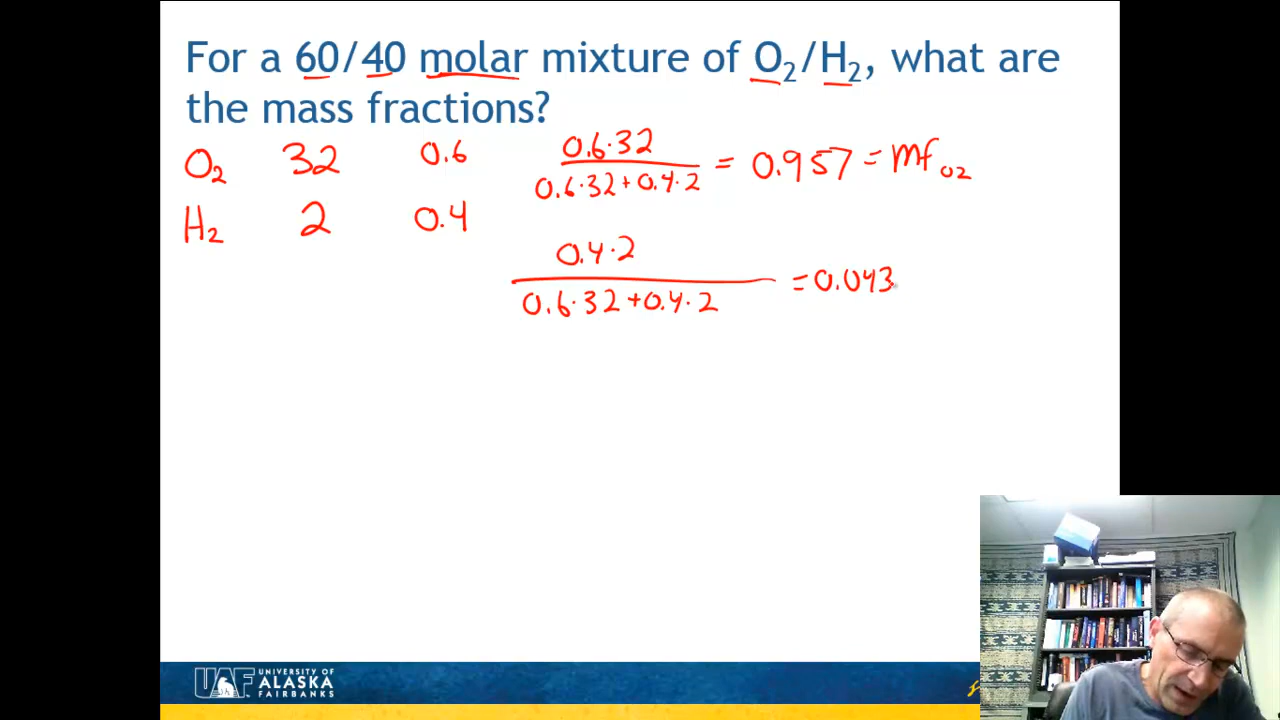 For a 60/40 molar mixture of O₂/H₂, what are
the mass fractions?
O₂ 32 0.6
0.6·32
0.6·32+0.4·2
= 0.957 = mf O2
H₂ 2 0.4
0.4·2
0.6·32+0.4·2
= 0.043
UAF
UNIVERSITY OF
ALASKA
FAIRBANKS